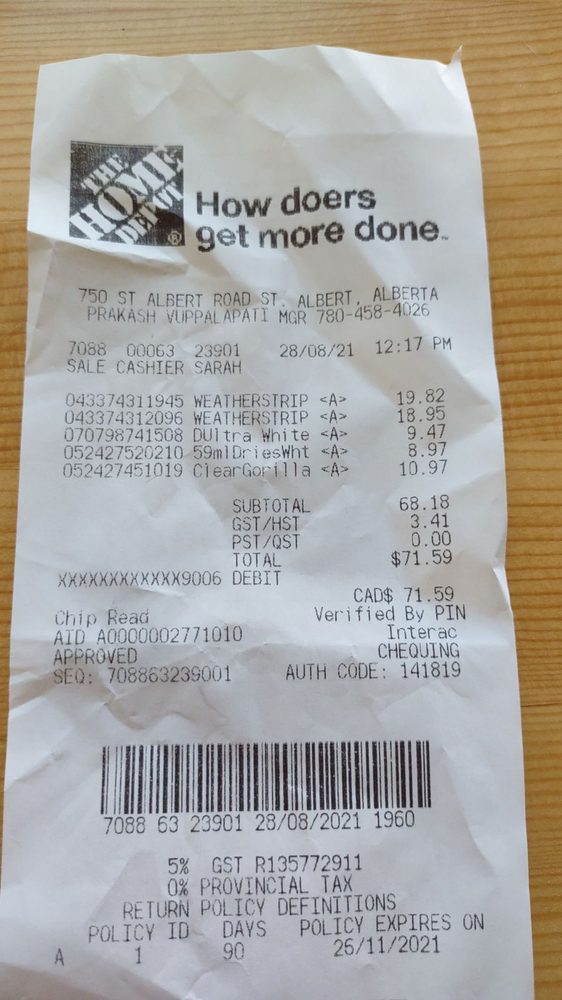 THE
HOME
DEPOT
®
How doers
get more done™
750 ST ALBERT ROAD ST. ALBERT, ALBERTA
PRAKASH VUPPALAPATI MGR 780-458-4026
7088 00063 23901 28/08/21 12:17 PM
SALE CASHIER SARAH
043374311945 WEATHERSTRIP <A> 19.82
043374312096 WEATHERSTRIP <A> 18.95
070798741508 DUltra White <A> 9.47
052427520210 59mlDriesWht <A> 8.97
052427451019 ClearGorilla <A> 10.97
SUBTOTAL 68.18
GST/HST 3.41
PST/QST 0.00
TOTAL $71.59
XXXXXXXXXXXX9006 DEBIT
CAD$ 71.59
Chip Read Verified By PIN
AID A0000002771010 Interac
APPROVED CHEQUING
SEQ: 708863239001 AUTH CODE: 141819
7088 63 23901 28/08/2021 1960
5% GST R135772911
0% PROVINCIAL TAX
RETURN POLICY DEFINITIONS
POLICY ID DAYS POLICY EXPIRES ON
A 1 90 26/11/2021